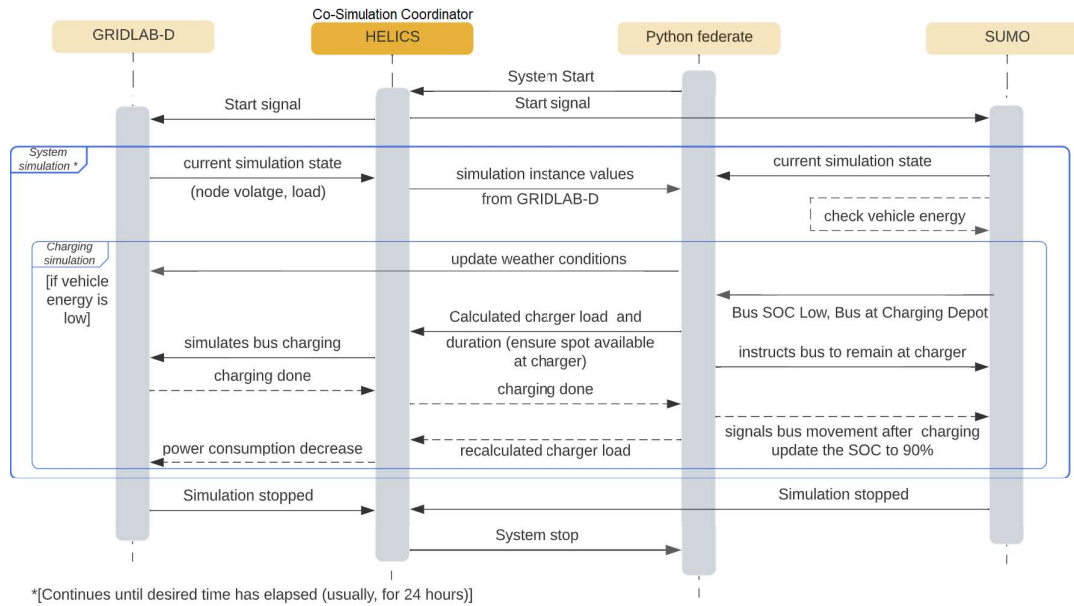 Co-Simulation Coordinator
GRIDLAB-D
HELICS
Python federate
SUMO
System Start
Start signal
Start signal
System
simulation *
current simulation state
(node volatge, load)
simulation instance values
from GRIDLAB-D
current simulation state
check vehicle energy
Charging
simulation
[if vehicle
energy is
low]
update weather conditions
Bus SOC Low, Bus at Charging Depot
Calculated charger load and
duration (ensure spot available
at charger)
simulates bus charging
instructs bus to remain at charger
charging done
charging done
signals bus movement after charging
update the SOC to 90%
recalculated charger load
power consumption decrease
Simulation stopped
Simulation stopped
System stop
*[Continues until desired time has elapsed (usually, for 24 hours)]